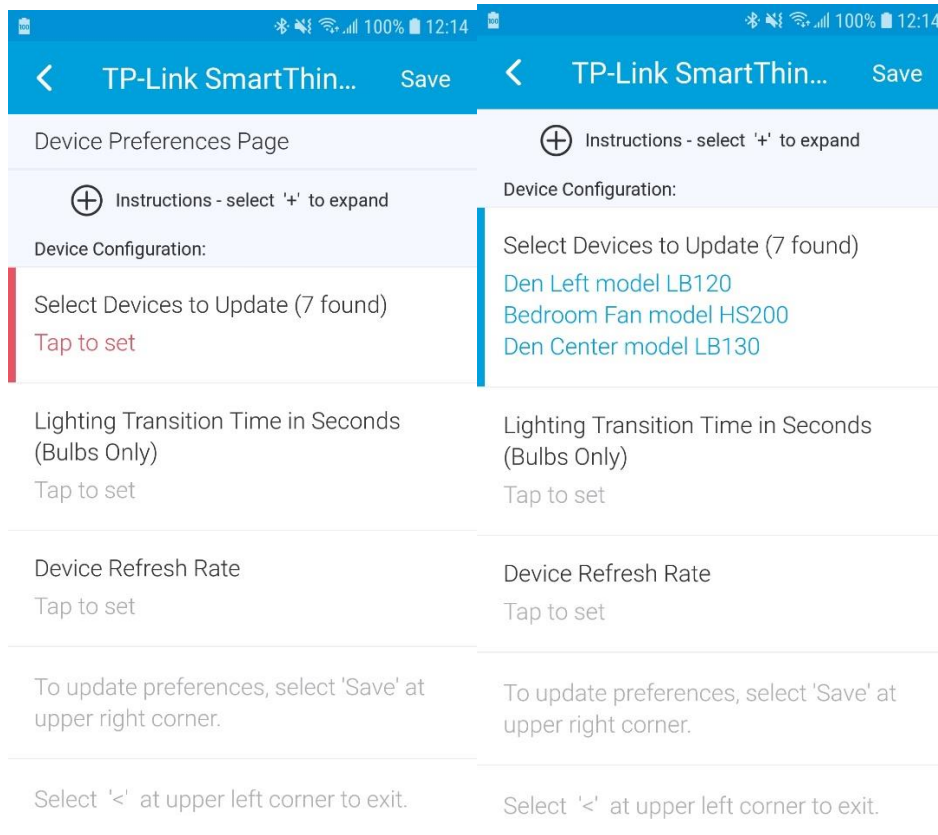 100% 12:14
TP-Link SmartThin... Save
Device Preferences Page
Instructions - select '+' to expand
Device Configuration:
Select Devices to Update (7 found)
Tap to set
Lighting Transition Time in Seconds
(Bulbs Only)
Tap to set
Device Refresh Rate
Tap to set
To update preferences, select 'Save' at
upper right corner.
Select '<' at upper left corner to exit.
100% 12:14
TP-Link SmartThin... Save
Instructions - select '+' to expand
Device Configuration:
Select Devices to Update (7 found)
Den Left model LB120
Bedroom Fan model HS200
Den Center model LB130
Lighting Transition Time in Seconds
(Bulbs Only)
Tap to set
Device Refresh Rate
Tap to set
To update preferences, select 'Save' at
upper right corner.
Select '<' at upper left corner to exit.